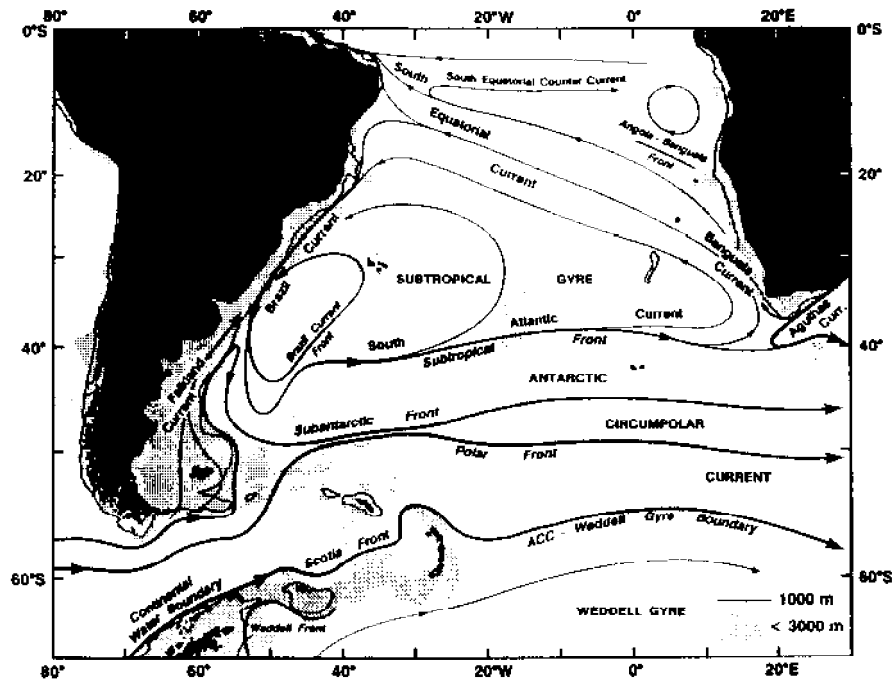 80° 60° 40° 20°W 0° 20°E
0°S 0°S
South
South Equatorial Counter Current
Equatorial
Angola - Benguela
Front
20° 20°
Current
Benguela
Current
Brazil
Current
SUBTROPICAL GYRE
Brazil Current
Front
South Atlantic Current
Agulhas
Curr.
40° 40°
Subtropical Front
Falkland
Current
ANTARCTIC
Subantarctic Front
CIRCUMPOLAR
Polar Front
CURRENT
Scotia Front
ACC - Weddell Gyre Boundary
60°S 60°S
Continental
Water Boundary
Weddell Front
WEDDELL GYRE
1000 m
< 3000 m
80° 60° 40° 20°W 0° 20°E